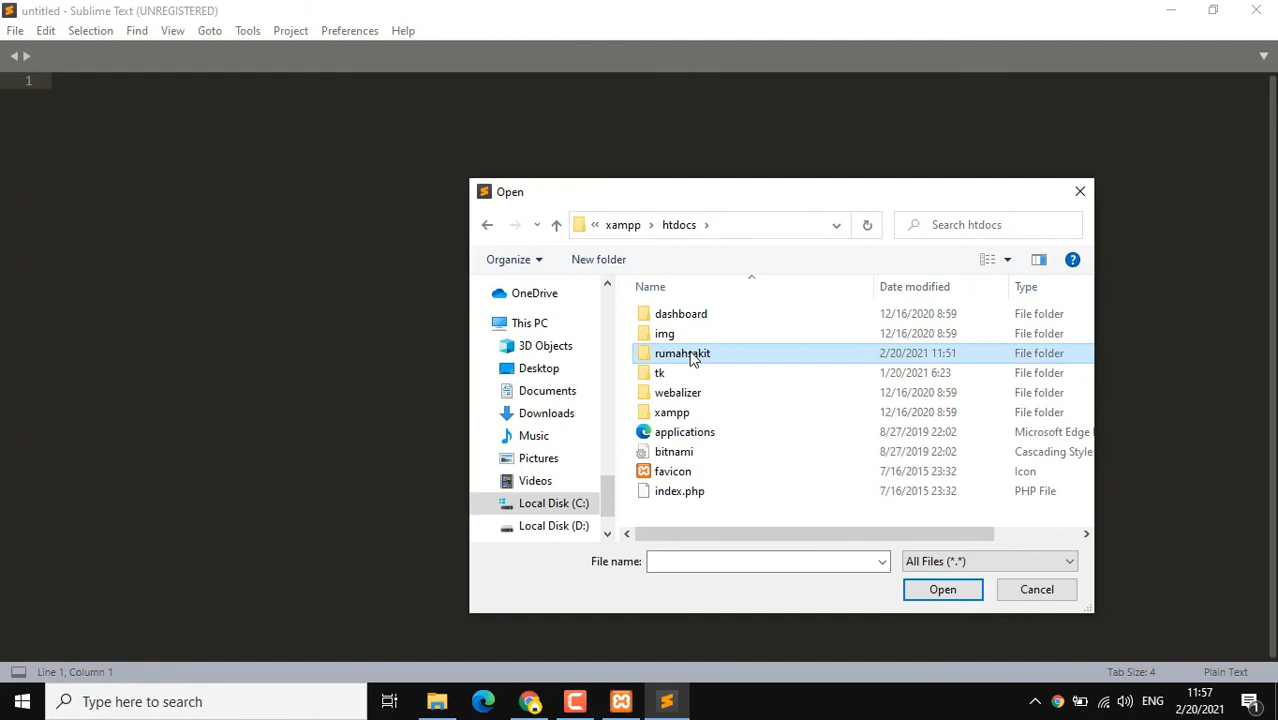 untitled - Sublime Text (UNREGISTERED)
File Edit Selection Find View Goto Tools Project Preferences Help
1
Open
« xampp > htdocs >
Search htdocs
Organize New folder
Name Date modified Type
OneDrive
This PC
3D Objects
Desktop
Documents
Downloads
Music
Pictures
Videos
Local Disk (C:)
Local Disk (D:)
dashboard 12/16/2020 8:59 File folder
img 12/16/2020 8:59 File folder
rumahsakit 2/20/2021 11:51 File folder
tk 1/20/2021 6:23 File folder
webalizer 12/16/2020 8:59 File folder
xampp 12/16/2020 8:59 File folder
applications 8/27/2019 22:02 Microsoft Edge
bitnami 8/27/2019 22:02 Cascading Style
favicon 7/16/2015 23:32 Icon
index.php 7/16/2015 23:32 PHP File
File name:
All Files (*.*)
Open Cancel
Line 1, Column 1 Tab Size: 4 Plain Text
Type here to search
ENG
11:57
2/20/2021
1